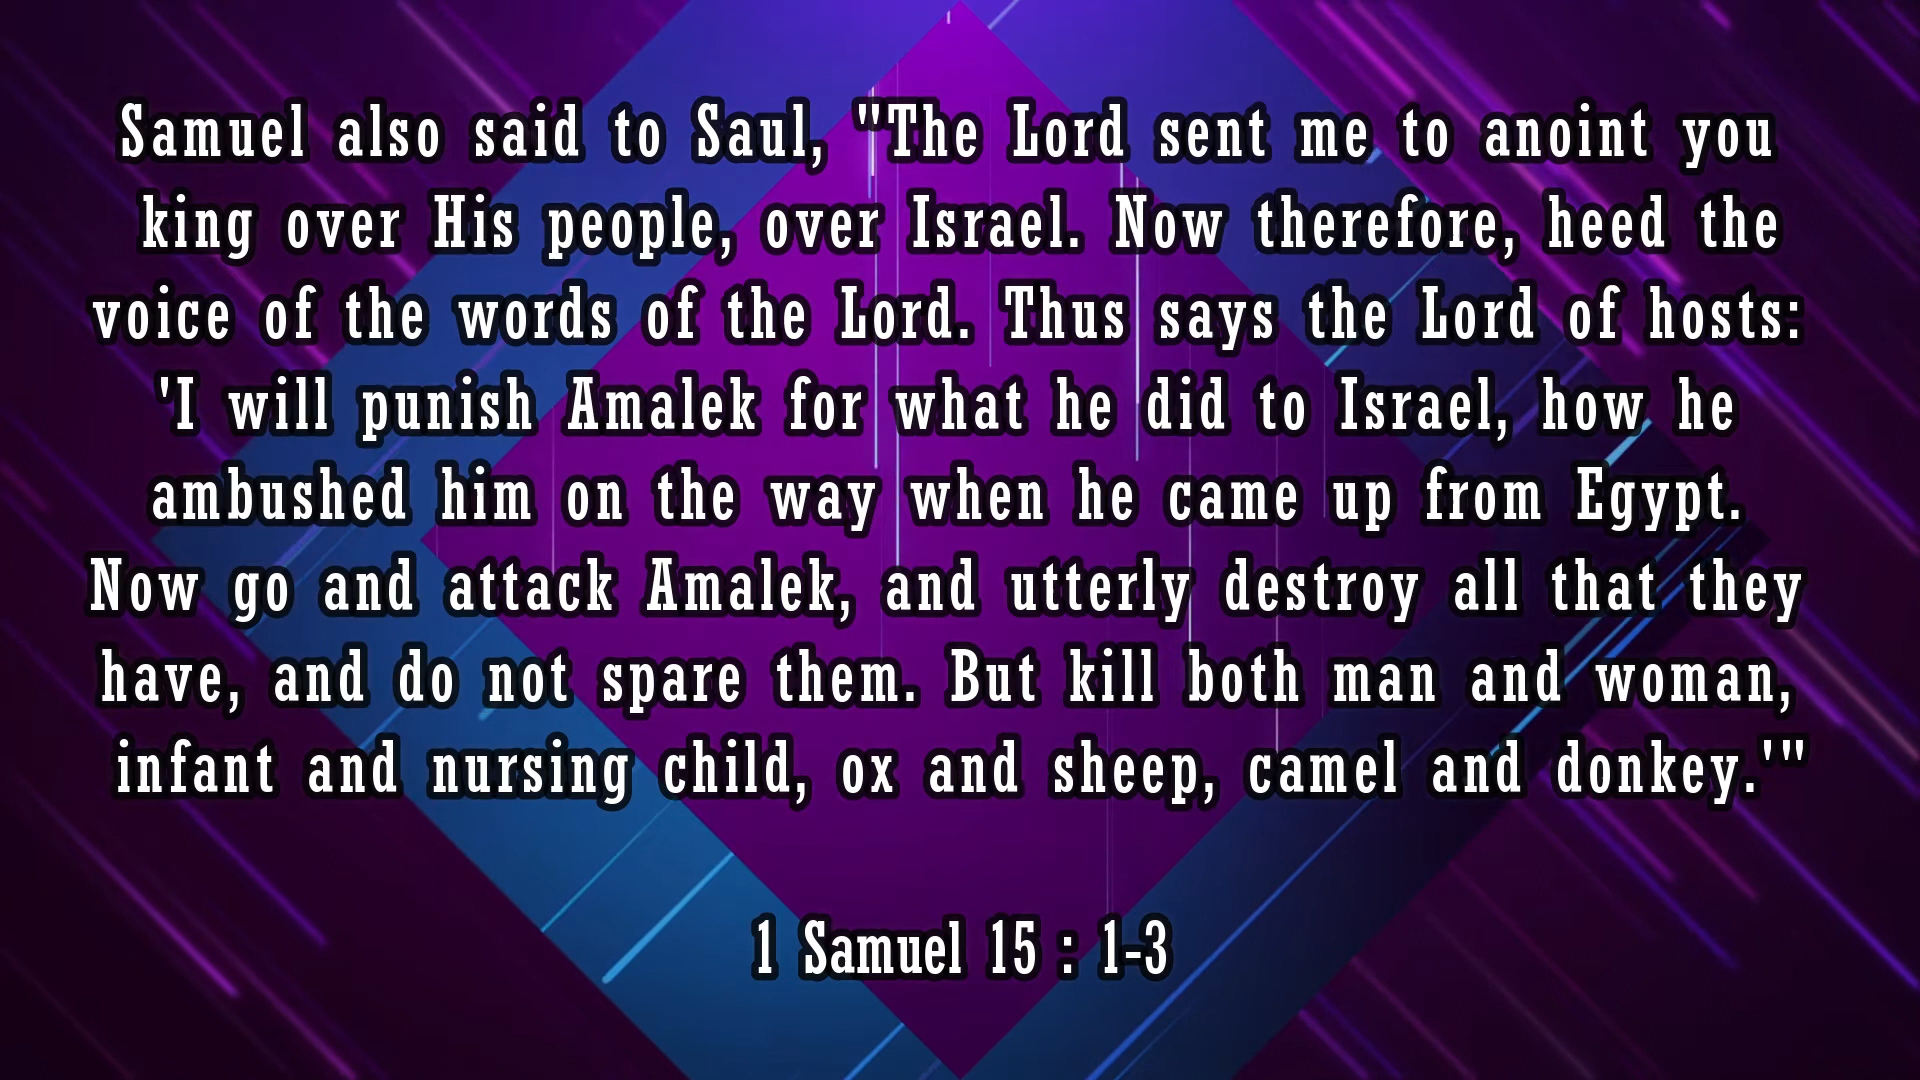 Samuel also said to Saul, "The Lord sent me to anoint you
king over His people, over Israel. Now therefore, heed the
voice of the words of the Lord. Thus says the Lord of hosts:
'I will punish Amalek for what he did to Israel, how he
ambushed him on the way when he came up from Egypt.
Now go and attack Amalek, and utterly destroy all that they
have, and do not spare them. But kill both man and woman,
infant and nursing child, ox and sheep, camel and donkey.'"
1 Samuel 15 : 1-3